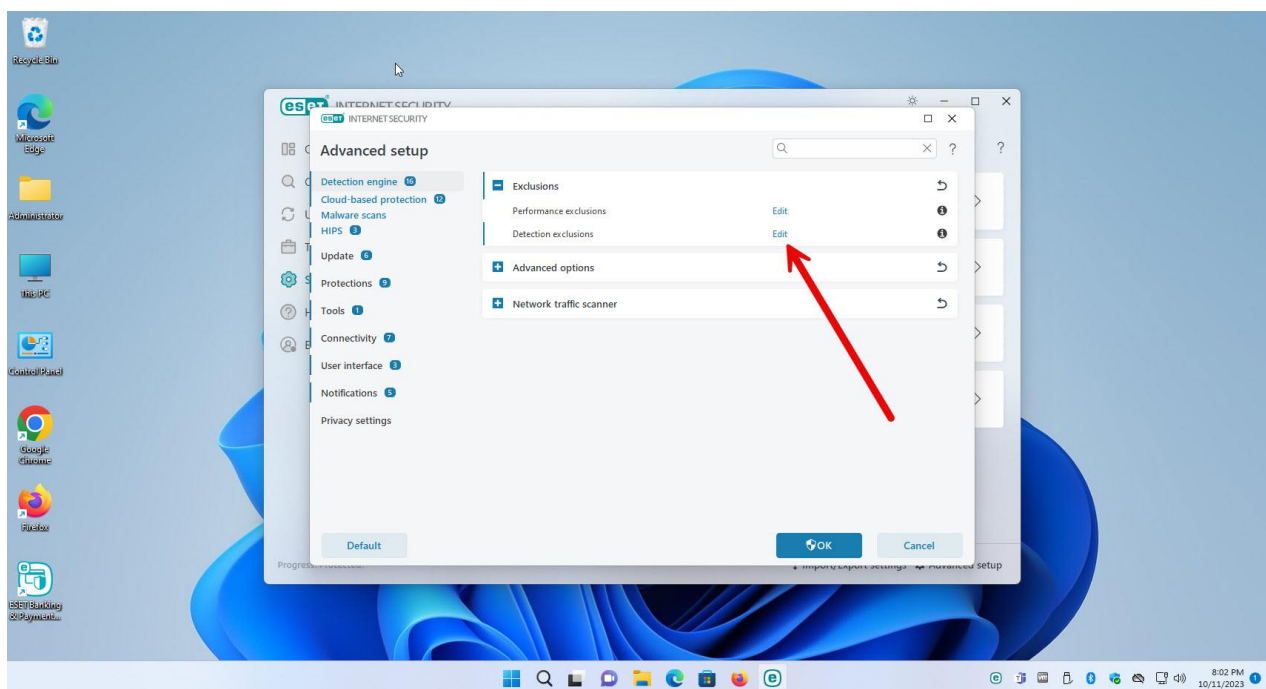 Recycle Bin
Microsoft
Edge
Administrator
This PC
Control Panel
Google
Chrome
Firefox
ESET Banking
& Payment...
eset INTERNET SECURITY
eset INTERNET SECURITY
Advanced setup
?
?
Detection engine 16
Cloud-based protection 12
Malware scans
HIPS 3
Update 6
Protections 9
Tools 1
Connectivity 7
User interface 3
Notifications 5
Privacy settings
Exclusions
Performance exclusions Edit
Detection exclusions Edit
Advanced options
Network traffic scanner
Default
OK
Cancel
Import/Export settings Advanced setup
8:02 PM
10/11/2023 1